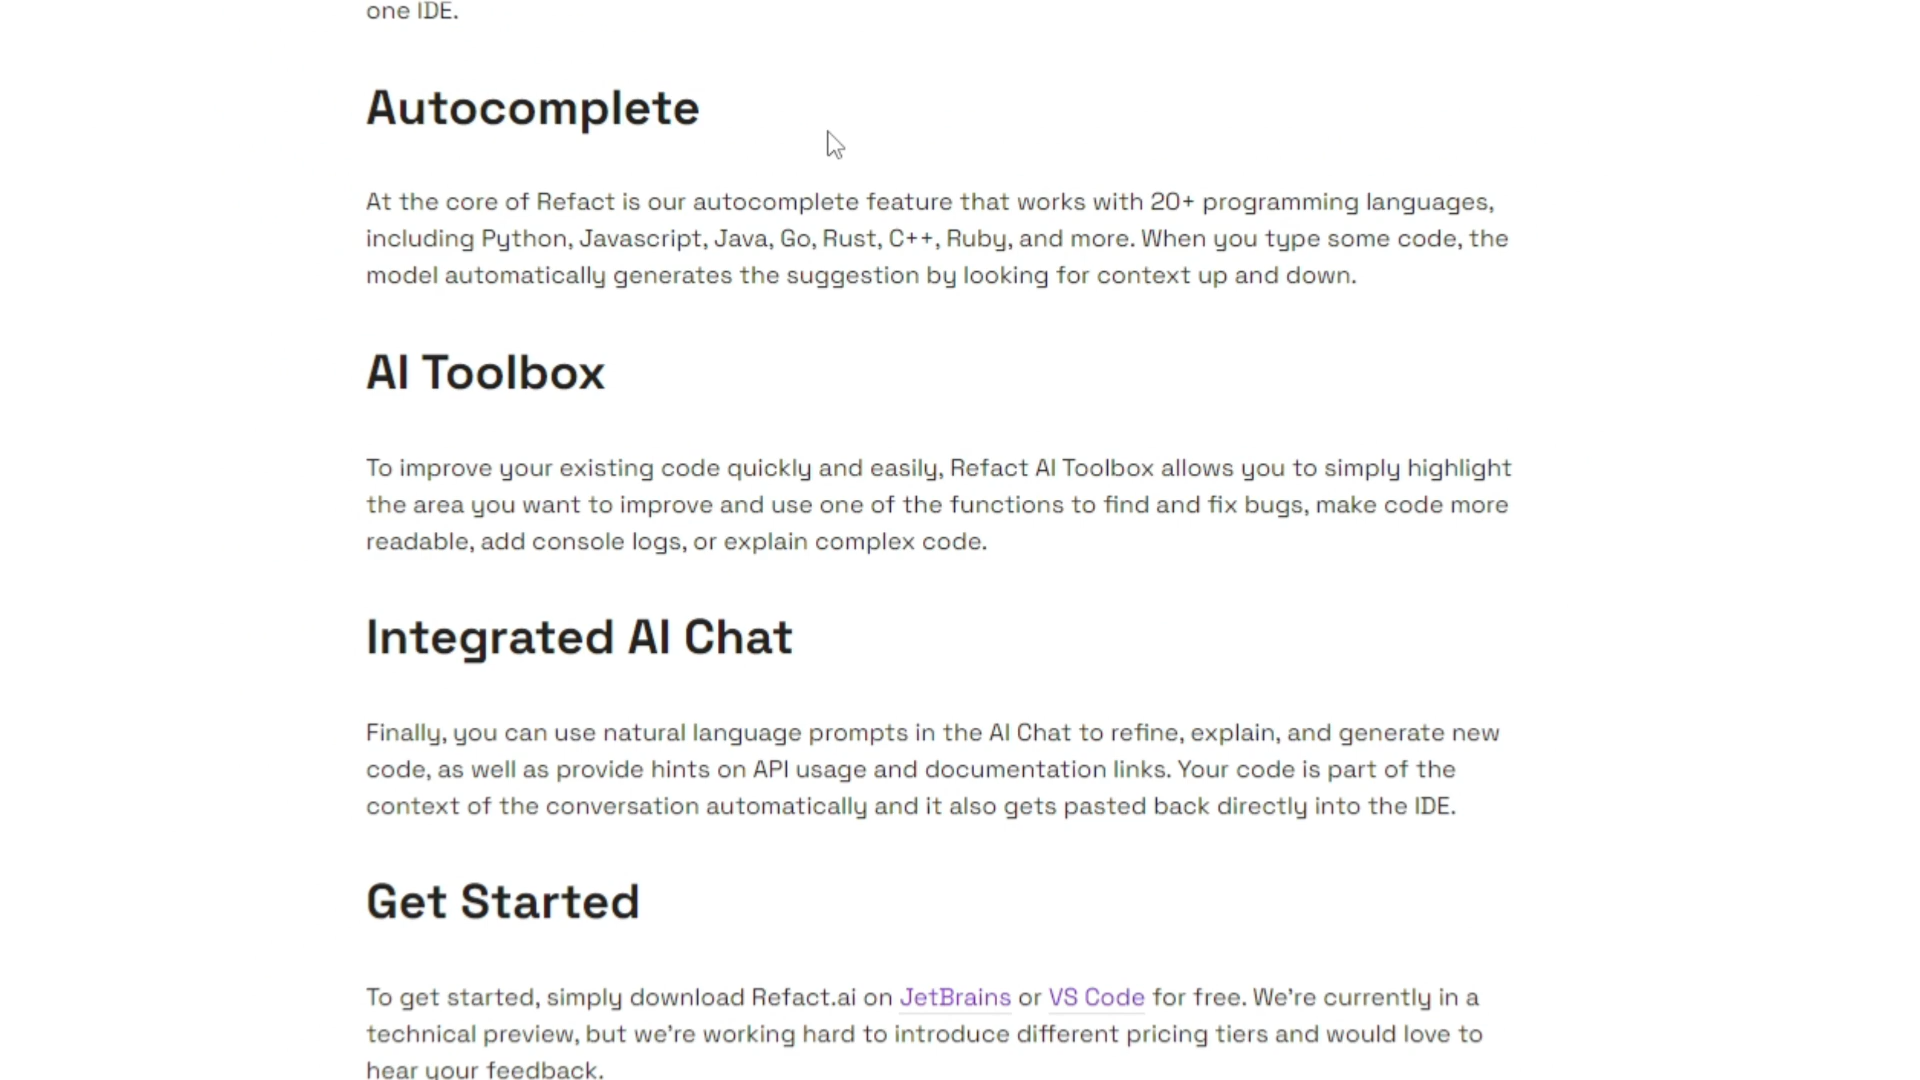 one IDE.
Autocomplete
At the core of Refact is our autocomplete feature that works with 20+ programming languages,
including Python, Javascript, Java, Go, Rust, C++, Ruby, and more. When you type some code, the
model automatically generates the suggestion by looking for context up and down.
AI Toolbox
To improve your existing code quickly and easily, Refact AI Toolbox allows you to simply highlight
the area you want to improve and use one of the functions to find and fix bugs, make code more
readable, add console logs, or explain complex code.
Integrated AI Chat
Finally, you can use natural language prompts in the AI Chat to refine, explain, and generate new
code, as well as provide hints on API usage and documentation links. Your code is part of the
context of the conversation automatically and it also gets pasted back directly into the IDE.
Get Started
To get started, simply download Refact.ai on JetBrains or VS Code for free. We’re currently in a
technical preview, but we’re working hard to introduce different pricing tiers and would love to
hear your feedback.